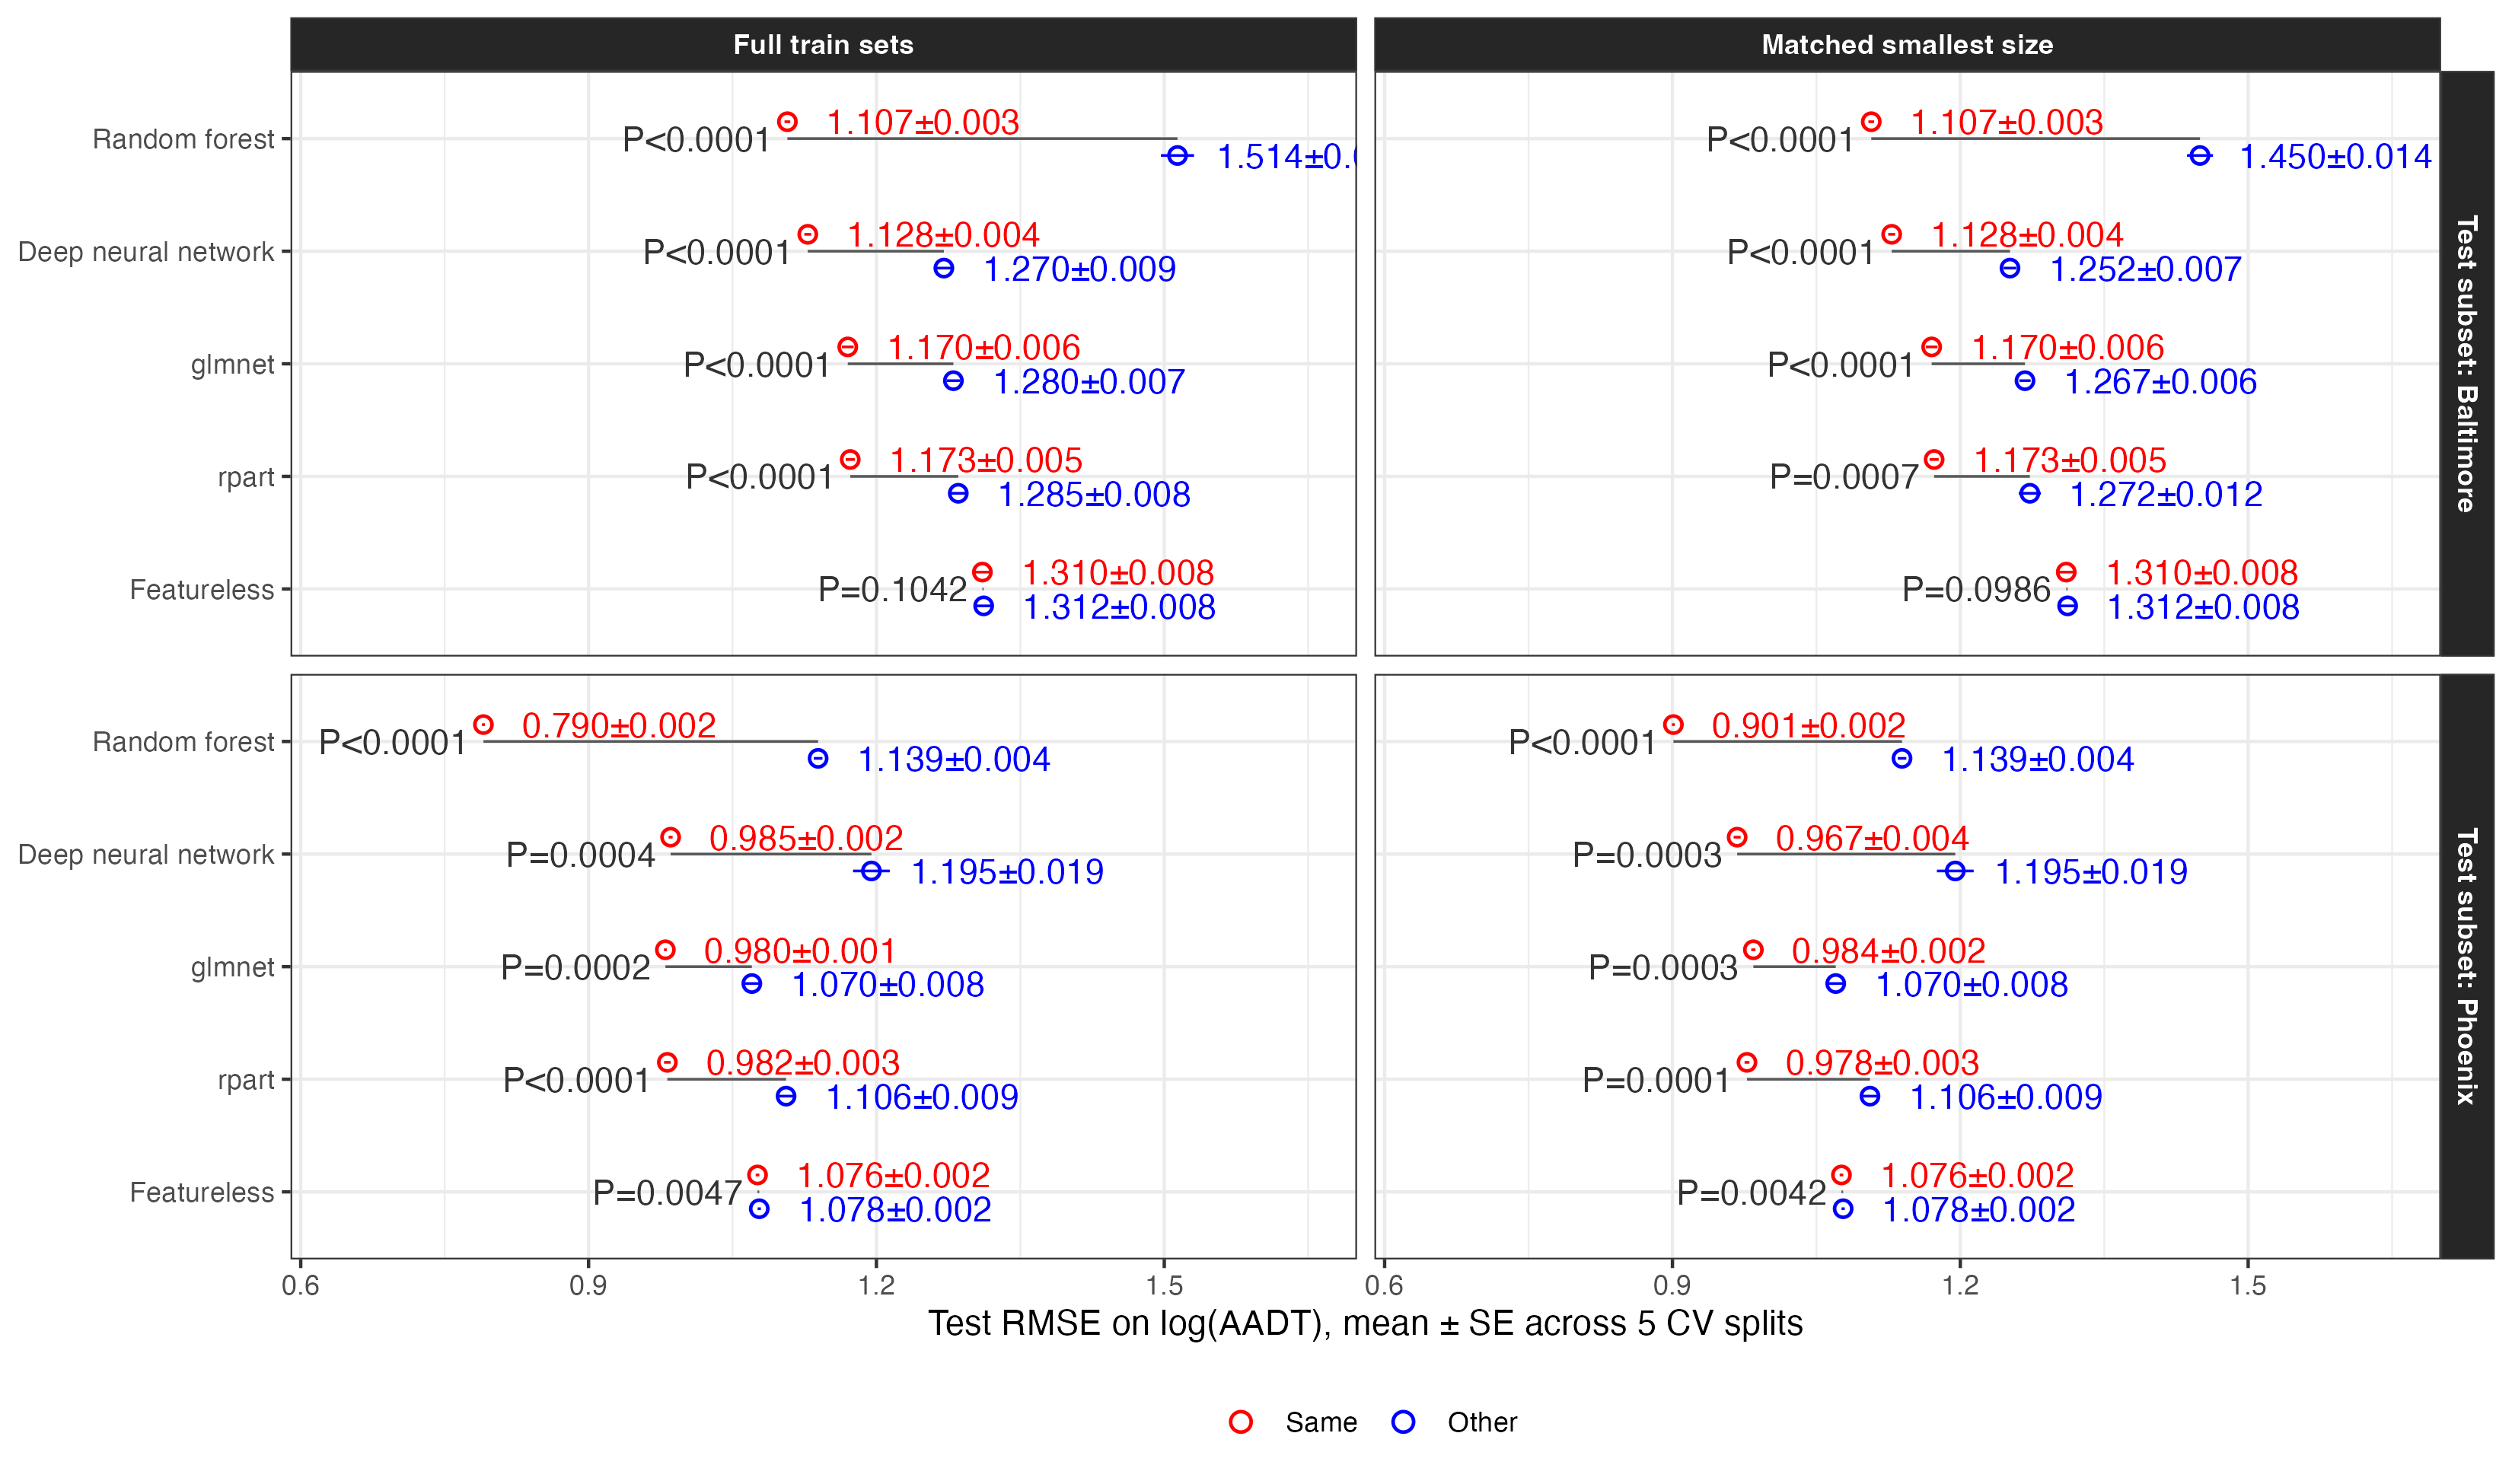 Full train sets
Matched smallest size
Test subset: Baltimore
Random forest
P<0.0001
1.107±0.003
1.514±0.
P<0.0001
1.107±0.003
1.450±0.014
Deep neural network
P<0.0001
1.128±0.004
1.270±0.009
P<0.0001
1.128±0.004
1.252±0.007
glmnet
P<0.0001
1.170±0.006
1.280±0.007
P<0.0001
1.170±0.006
1.267±0.006
rpart
P<0.0001
1.173±0.005
1.285±0.008
P=0.0007
1.173±0.005
1.272±0.012
Featureless
P=0.1042
1.310±0.008
1.312±0.008
P=0.0986
1.310±0.008
1.312±0.008
Test subset: Phoenix
Random forest
P<0.0001
0.790±0.002
1.139±0.004
P<0.0001
0.901±0.002
1.139±0.004
Deep neural network
P=0.0004
0.985±0.002
1.195±0.019
P=0.0003
0.967±0.004
1.195±0.019
glmnet
P=0.0002
0.980±0.001
1.070±0.008
P=0.0003
0.984±0.002
1.070±0.008
rpart
P<0.0001
0.982±0.003
1.106±0.009
P=0.0001
0.978±0.003
1.106±0.009
Featureless
P=0.0047
1.076±0.002
1.078±0.002
P=0.0042
1.076±0.002
1.078±0.002
0.6 0.9 1.2 1.5
0.6 0.9 1.2 1.5
Test RMSE on log(AADT), mean ± SE across 5 CV splits
Same Other